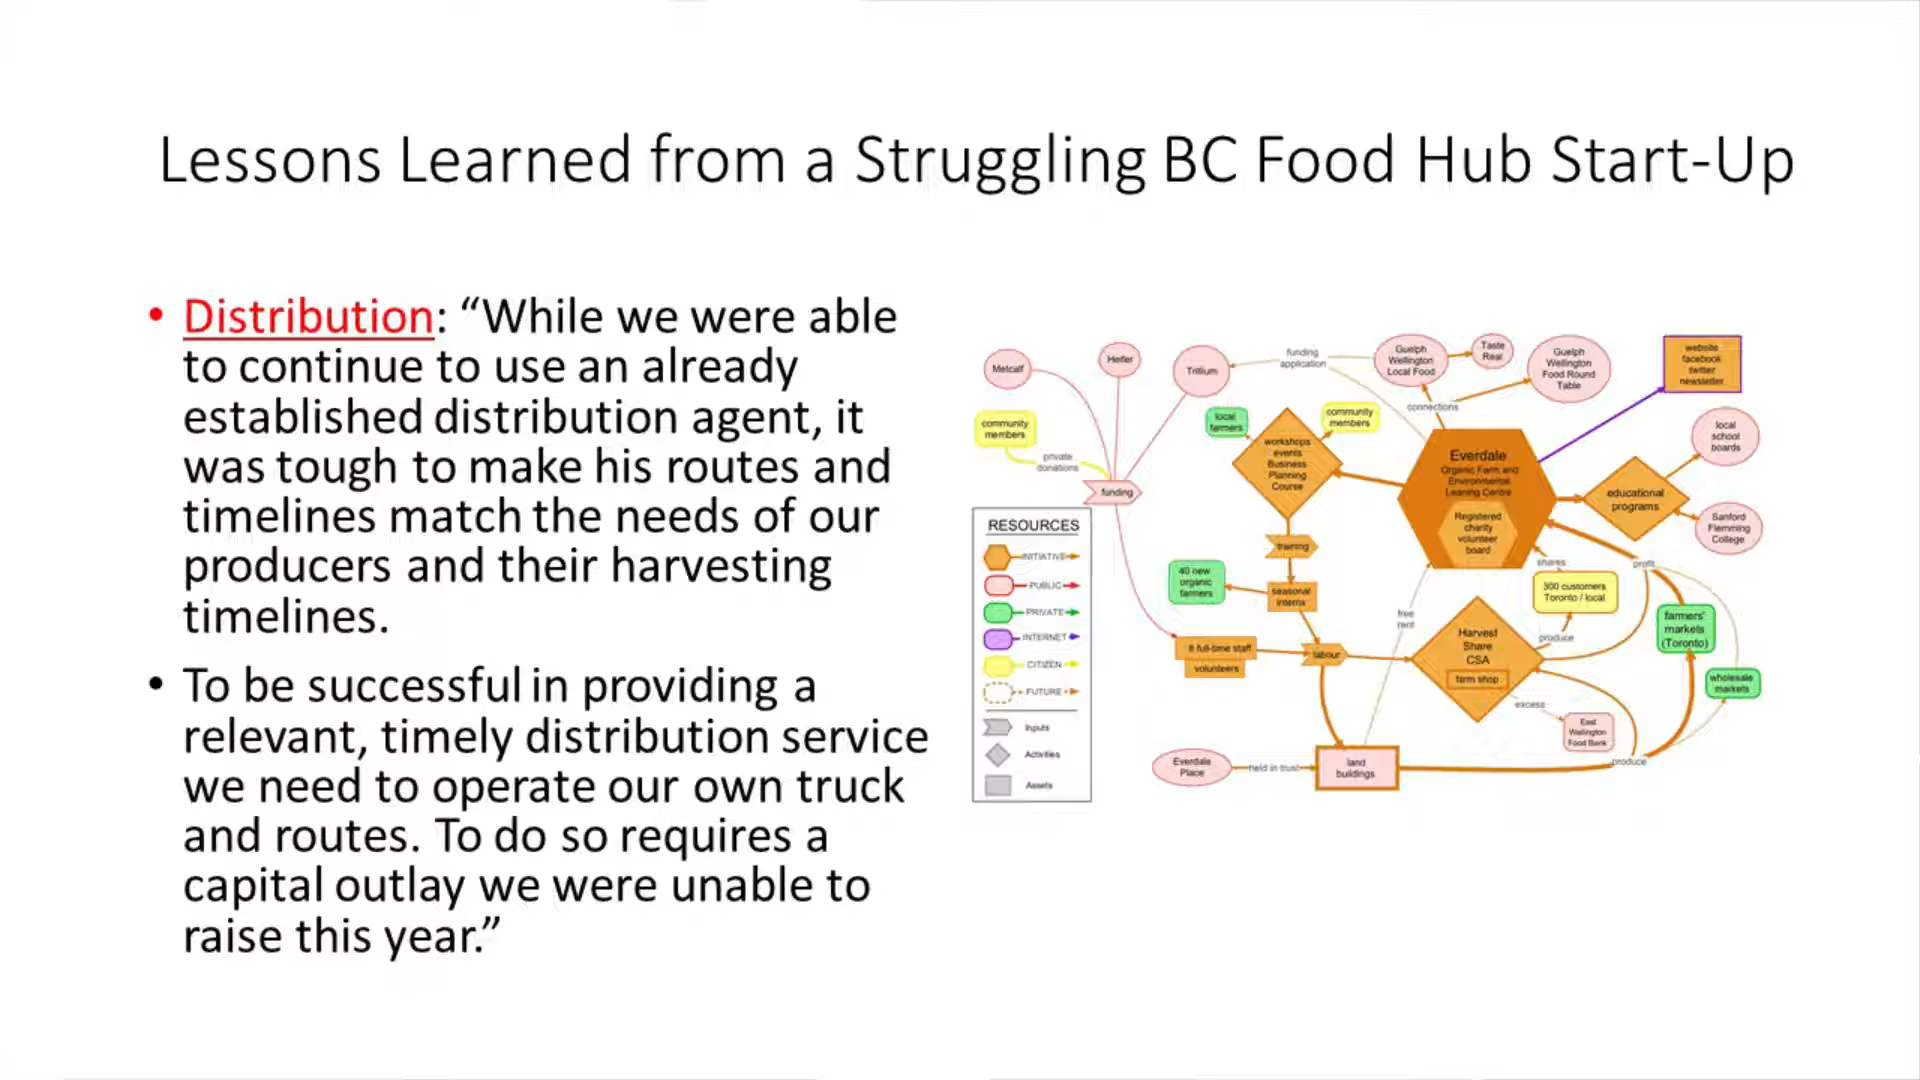 Lessons Learned from a Struggling BC Food Hub Start-Up
• Distribution: “While we were able
to continue to use an already
established distribution agent, it
was tough to make his routes and
timelines match the needs of our
producers and their harvesting
timelines.
• To be successful in providing a
relevant, timely distribution service
we need to operate our own truck
and routes. To do so requires a
capital outlay we were unable to
raise this year.”
Metcalf
Heifer
Trillium
funding
application
Guelph
Wellington
Local Food
Taste
Real
Guelph
Wellington
Food Round
Table
website
facebook
twitter
newsletter
community
members
private
donations
funding
local
farmers
workshops
events
Business
Planning
Course
community
members
connections
Everdale
Organic Farm and
Environmental
Learning Centre
Registered
charity
volunteer
board
educational
programs
local
school
boards
Sanford
Flemming
College
RESOURCES
INITIATIVE
PUBLIC
PRIVATE
INTERNET
CITIZEN
FUTURE
Inputs
Activities
Assets
training
40 new
organic
farmers
seasonal
interns
8 full-time staff
volunteers
labour
free
rent
shares
profit
300 customers
Toronto / local
produce
Harvest
Share
CSA
farm shop
farmers'
markets
(Toronto)
wholesale
markets
excess
East
Wellington
Food Bank
Everdale
Place
held in trust
land
buildings
produce